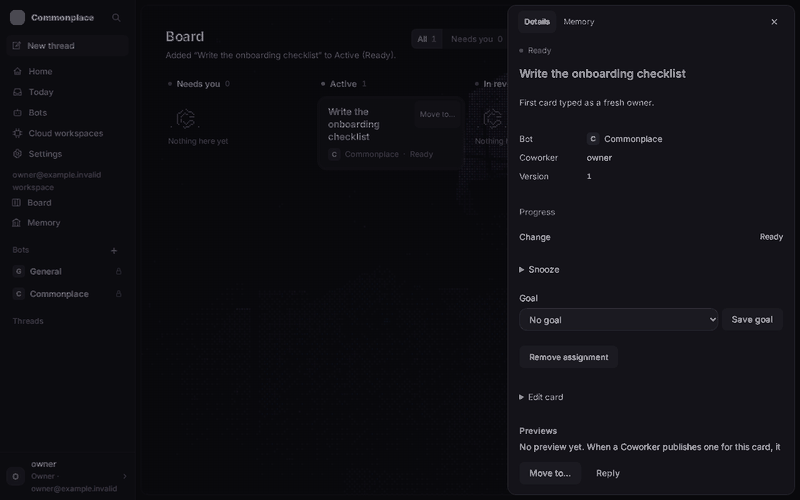 Commonplace
New thread
Home
Today
Bots
Cloud workspaces
Settings
owner@example.invalid
workspace
Board
Memory
Bots
G General
C Commonplace
Threads
O owner
Owner ·
owner@example.invalid
Board
Added "Write the onboarding checklist" to Active (Ready).
All 1 Needs you 0
Needs you 0
Nothing here yet
Active 1
Write the
onboarding
checklist
Move to...
C Commonplace · Ready
In rev
Nothing
Details Memory
Ready
Write the onboarding checklist
First card typed as a fresh owner.
Bot C Commonplace
Coworker owner
Version 1
Progress
Change Ready
Snooze
Goal
No goal Save goal
Remove assignment
Edit card
Previews
No preview yet. When a Coworker publishes one for this card, it
Move to... Reply